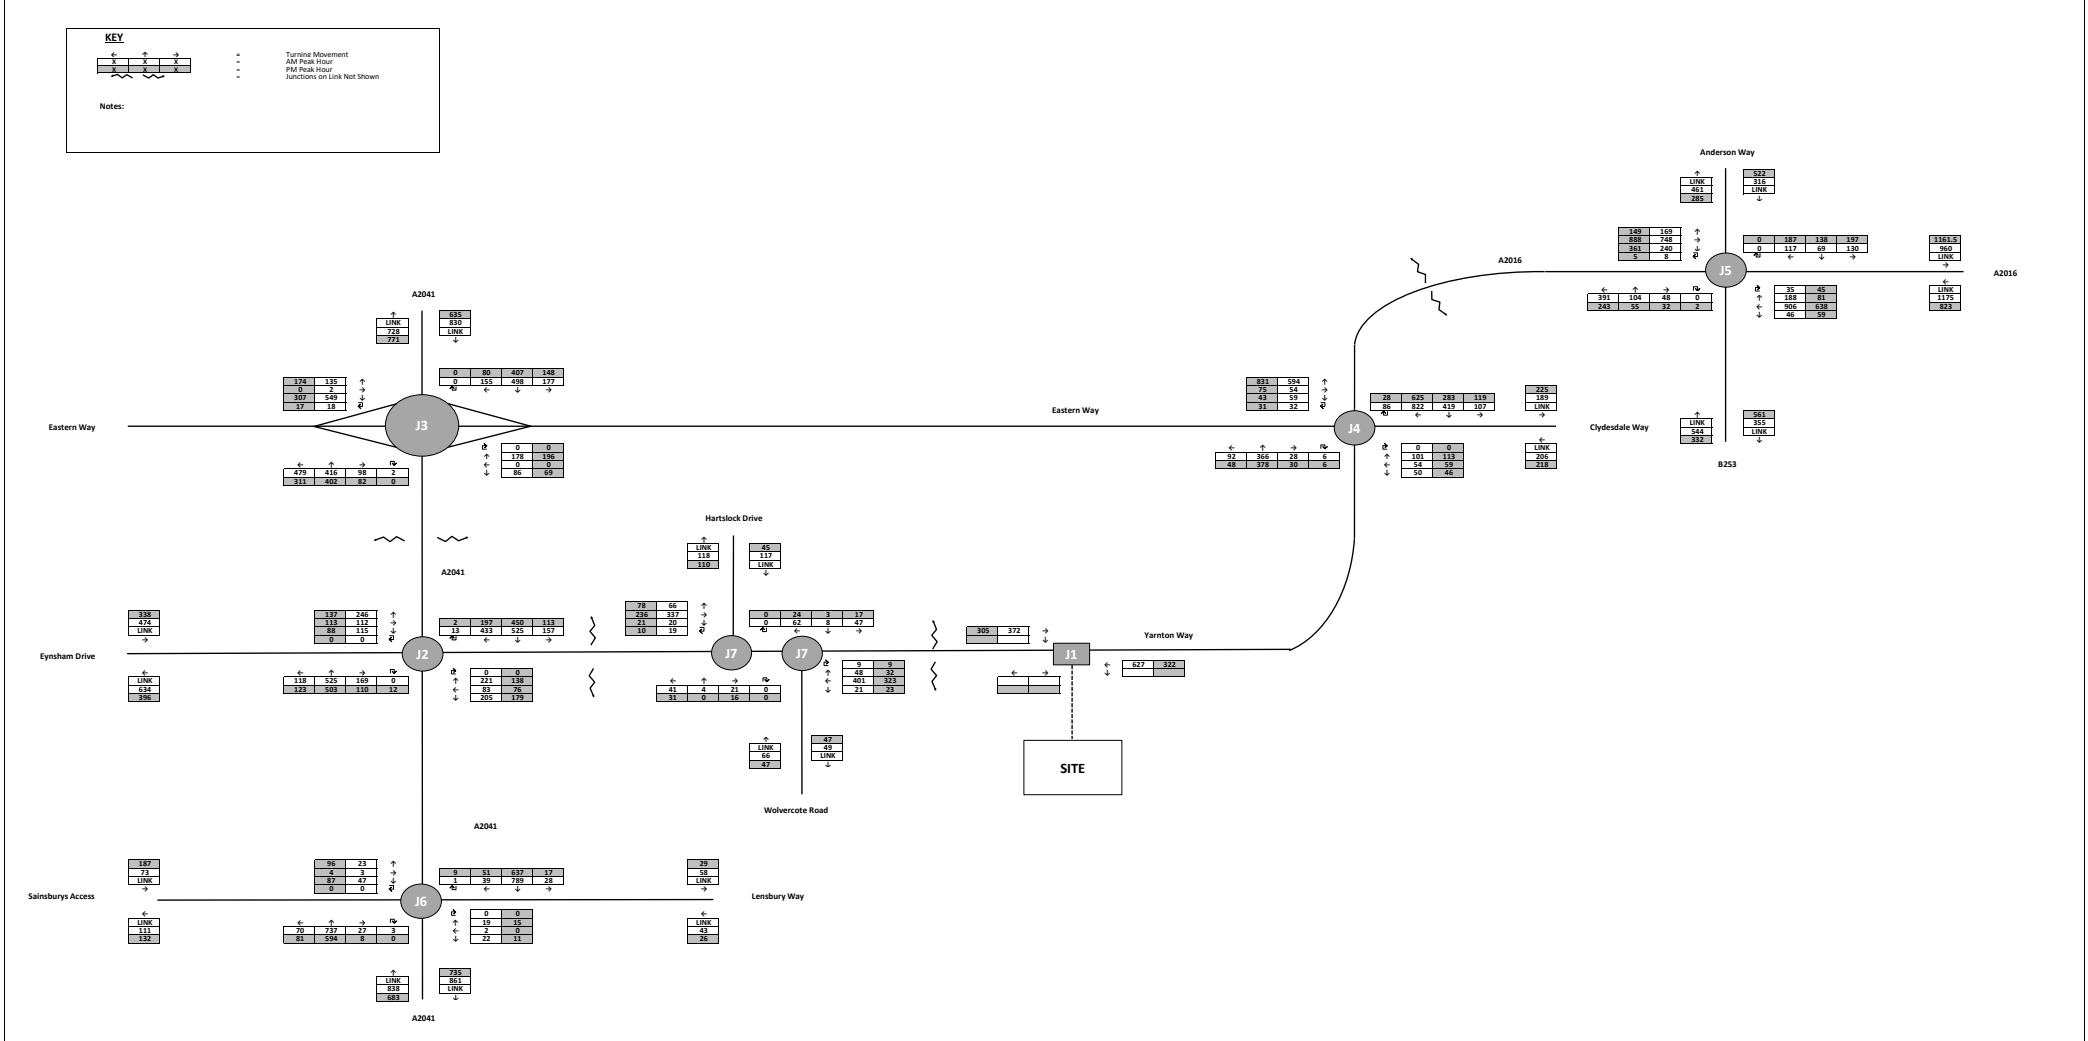 KEY
← ↑ →
X X X
X X X
= Turning Movement
= AM Peak Hour
= PM Peak Hour
= Junctions on Link Not Shown
Notes:
Anderson Way
↑
LINK
461
285
522
316
LINK
↓
149 169 ↑
888 748 →
361 240 ↓
5 8
0 187 138 197
0 117 69 130
← ↓ →
1161.5
960
LINK
→
A2016
J5
A2016
← ↑ →
391 104 48 0
243 55 32 2
35 45
↑ 188 81
← 906 638
↓ 46 59
←
LINK
1175
823
↑
LINK
544
332
561
355
LINK
↓
B253
A2041
↑
LINK
728
771
635
830
LINK
↓
174 135 ↑
0 2 →
307 549 ↓
17 18
0 80 407 148
0 155 498 177
← ↓ →
Eastern Way
J3
← ↑ →
479 416 98 2
311 402 82 0
0 0
↑ 178 196
← 0 0
↓ 86 69
Eastern Way
831 594 ↑
75 54 →
43 59 ↓
31 32
28 625 283 119
86 822 419 107
← ↓ →
225
189
LINK
→
J4
Clydesdale Way
← ↑ →
92 366 28 6
48 378 30 6
0 0
↑ 101 113
← 54 59
↓ 50 46
←
LINK
206
218
A2041
Hartslock Drive
↑
LINK
118
110
45
117
LINK
↓
338
474
LINK
→
137 246 ↑
113 112 →
88 115 ↓
0 0
2 197 450 113
13 433 525 157
← ↓ →
78 66 ↑
236 337 →
21 20 ↓
10 19
0 24 3 17
0 62 8 47
← ↓ →
305 372 →
↓
Yarnton Way
Eynsham Drive
J2
J7
J7
J1
←
LINK
634
396
← ↑ →
118 525 169 0
123 503 110 12
0 0
↑ 221 138
← 83 76
↓ 205 179
← ↑ →
41 4 21 0
31 0 16 0
9 9
↑ 48 32
← 401 323
↓ 21 23
← →
← 627 322
↓
↑
LINK
66
47
47
49
LINK
↓
SITE
Wolvercote Road
A2041
187
73
LINK
→
96 23 ↑
4 3 →
87 47 ↓
0 0
9 51 637 17
1 39 789 28
← ↓ →
29
58
LINK
→
Sainsburys Access
J6
Lensbury Way
←
LINK
111
132
← ↑ →
70 737 27 3
81 594 8 0
0 0
↑ 19 15
← 2 0
↓ 22 11
←
LINK
43
26
↑
LINK
838
683
735
861
LINK
↓
A2041